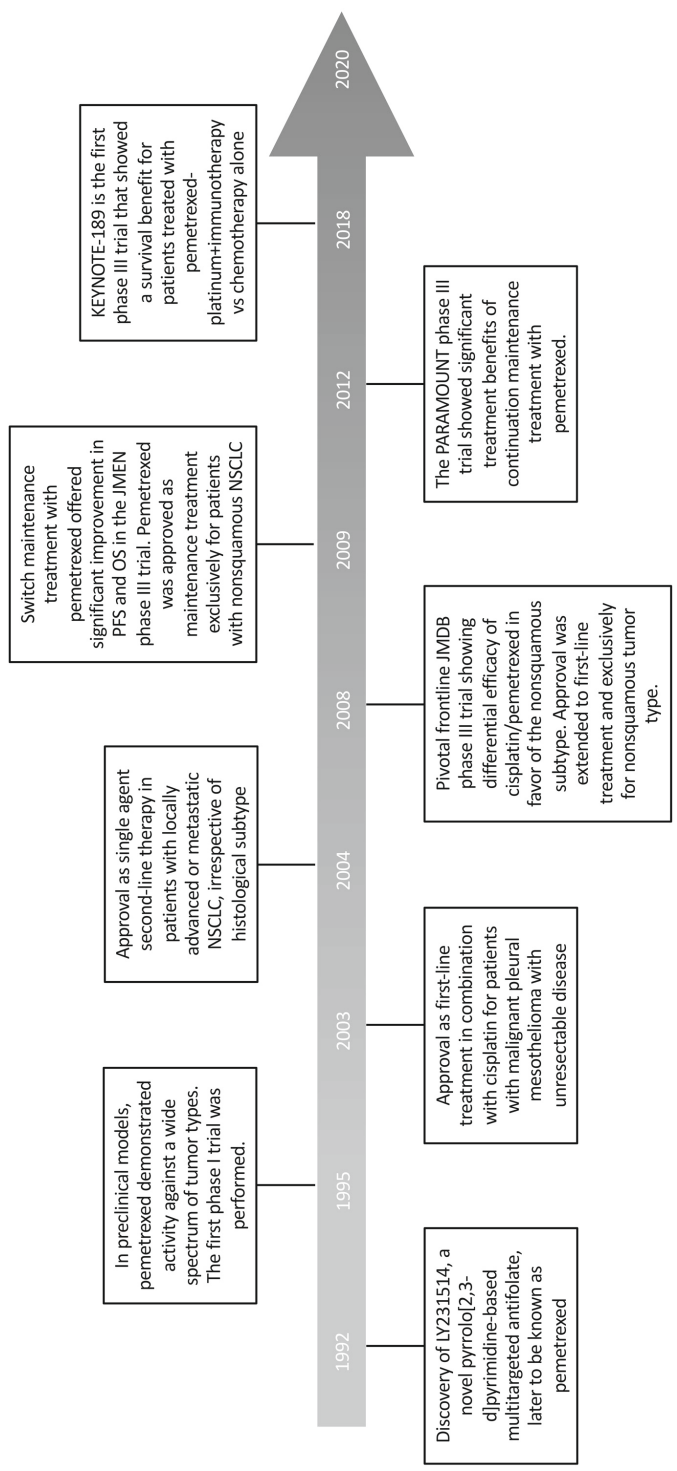 In preclinical models,
pemetrexed demonstrated
activity against a wide
spectrum of tumor types.
The first phase I trial was
performed.
Approval as single agent
second-line therapy in
patients with locally
advanced or metastatic
NSCLC, irrespective of
histological subtype
Switch maintenance
treatment with
pemetrexed offered
significant improvement in
PFS and OS in the JMEN
phase III trial. Pemetrexed
was approved as
maintenance treatment
exclusively for patients
with nonsquamous NSCLC
KEYNOTE-189 is the first
phase III trial that showed
a survival benefit for
patients treated with
pemetrexed-
platinum+immunotherapy
vs chemotherapy alone
1992
1995
2003
2004
2008
2009
2012
2018
2020
Discovery of LY231514, a
novel pyrrolo[2,3-
d]pyrimidine-based
multitargeted antifolate,
later to be known as
pemetrexed
Approval as first-line
treatment in combination
with cisplatin for patients
with malignant pleural
mesothelioma with
unresectable disease
Pivotal frontline JMDB
phase III trial showing
differential efficacy of
cisplatin/pemetrexed in
favor of the nonsquamous
subtype. Approval was
extended to first-line
treatment and exclusively
for nonsquamous tumor
type.
The PARAMOUNT phase III
trial showed significant
treatment benefits of
continuation maintenance
treatment with
pemetrexed.